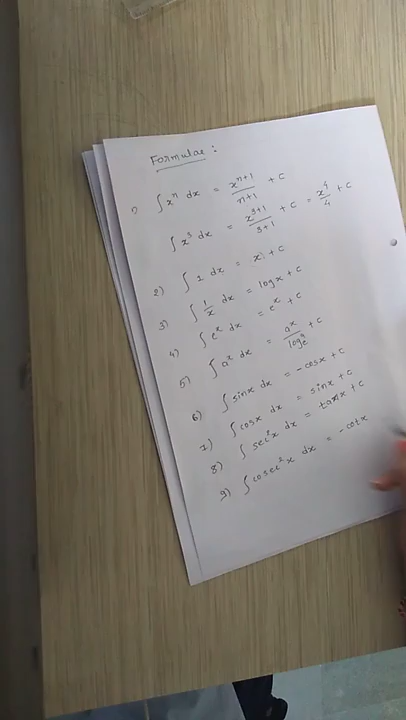 Formulae :
1) ∫ xⁿ dx = xⁿ⁺¹/n+1 + c
∫ x³ dx = x³⁺¹/3+1 + c = x⁴/4 + c
2) ∫ 1 dx = x + c
3) ∫ 1/x dx = log x + c
4) ∫ eˣ dx = eˣ + c
5) ∫ aˣ dx = aˣ/logₑa + c
6) ∫ sinx dx = - cosx + c
7) ∫ cosx dx = sinx + c
8) ∫ sec²x dx = tanx + c
9) ∫ cosec²x dx = - cotx